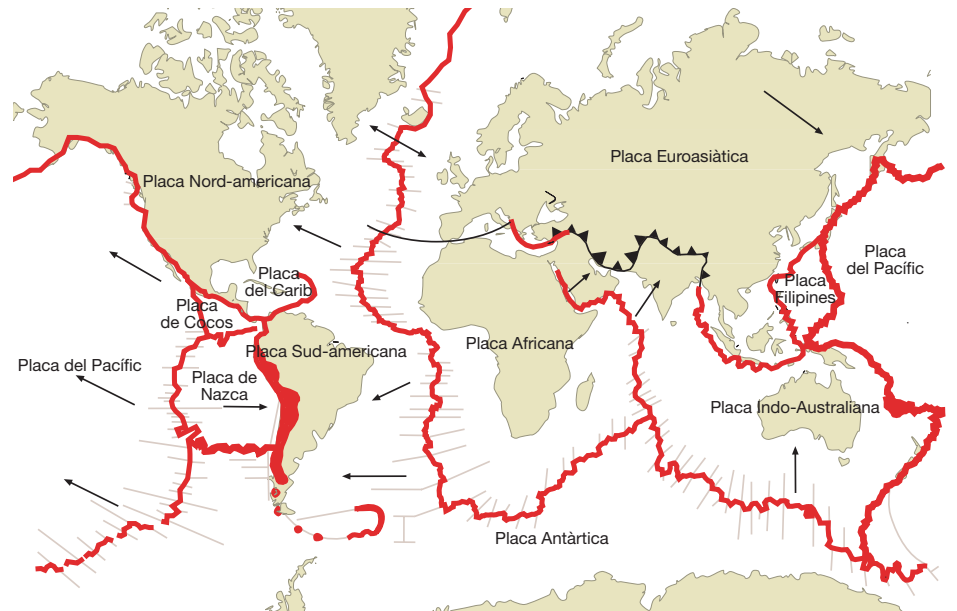 Placa Euroasiàtica
Placa Nord-americana
Placa
del Pacífic
Placa
del Carib
Placa
Filipines
Placa
de Cocos
Placa Sud-americana
Placa Africana
Placa del Pacífic
Placa de
Nazca
Placa Indo-Australiana
Placa Antàrtica